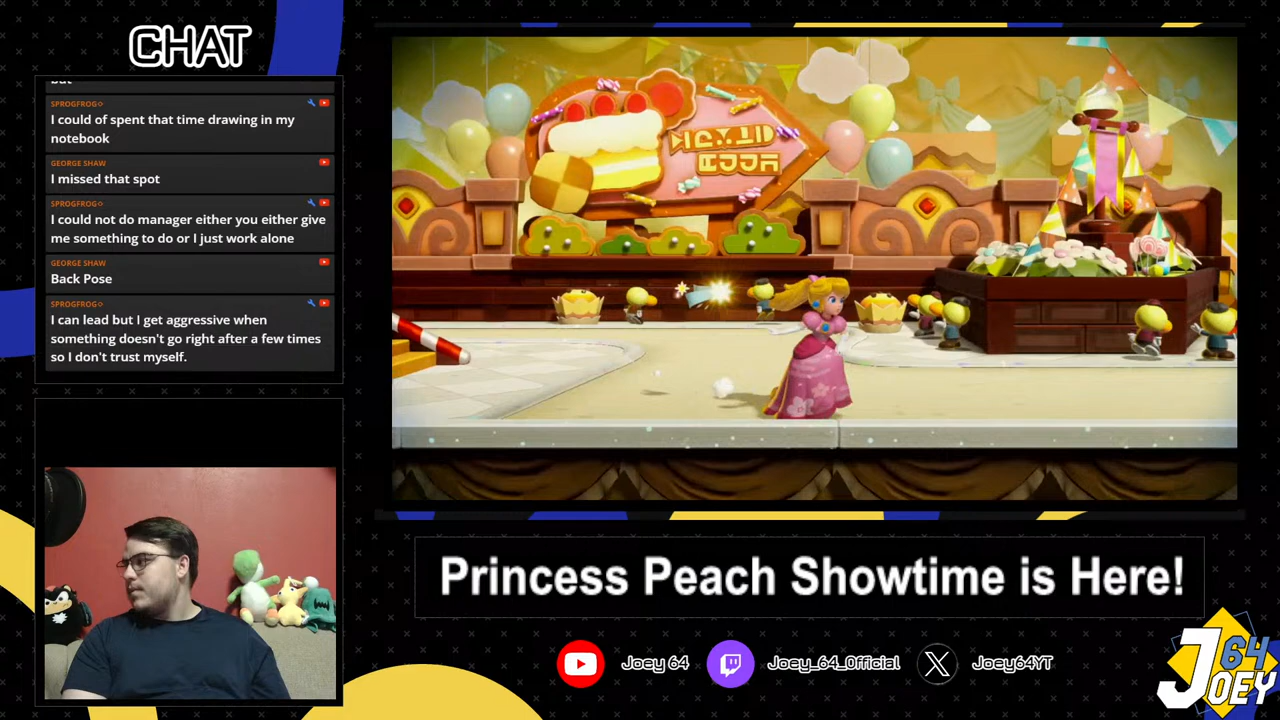 CHAT
but
SPROGFROG
I could of spent that time drawing in my
notebook
GEORGE SHAW
I missed that spot
SPROGFROG
I could not do manager either you either give
me something to do or I just work alone
GEORGE SHAW
Back Pose
SPROGFROG
I can lead but I get aggressive when
something doesn't go right after a few times
so I don't trust myself.
Princess Peach Showtime is Here!
Joey 64
Joey_64_Official
Joey64YT
J64
JOEY